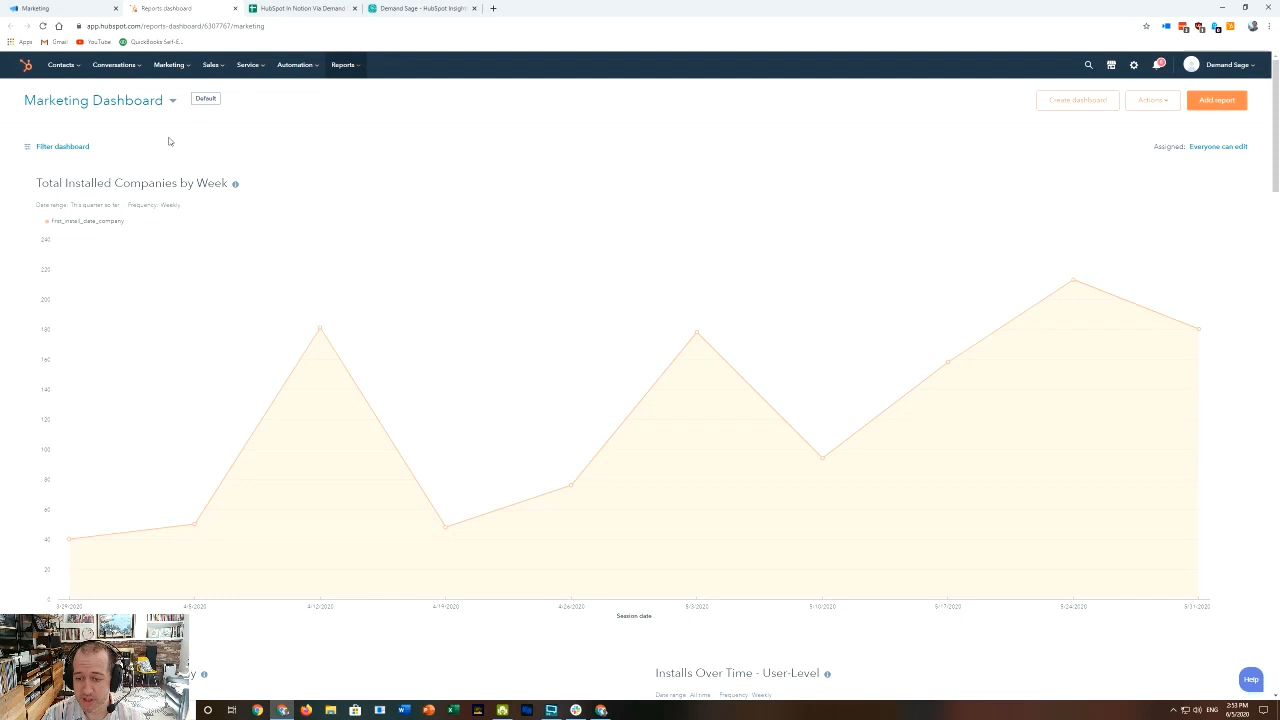 Marketing
Reports dashboard
HubSpot In Notion Via Demand
Demand Sage - HubSpot Insight
app.hubspot.com/reports-dashboard/6307767/marketing
Apps
Gmail
YouTube
QuickBooks Self-E...
Contacts
Conversations
Marketing
Sales
Service
Automation
Reports
Demand Sage
Marketing Dashboard
Default
Create dashboard
Actions
Add report
Filter dashboard
Assigned: Everyone can edit
Total Installed Companies by Week
Date range: This quarter so far Frequency: Weekly
first_install_date_company
240
220
200
180
160
140
120
100
80
60
40
20
0
3/29/2020 4/5/2020 4/12/2020 4/19/2020 4/26/2020 5/3/2020 5/10/2020 5/17/2020 5/24/2020 5/31/2020
Session date
y
Installs Over Time - User-Level
Date range: All time Frequency: Weekly
Help
ENG
2:53 PM
6/5/2020